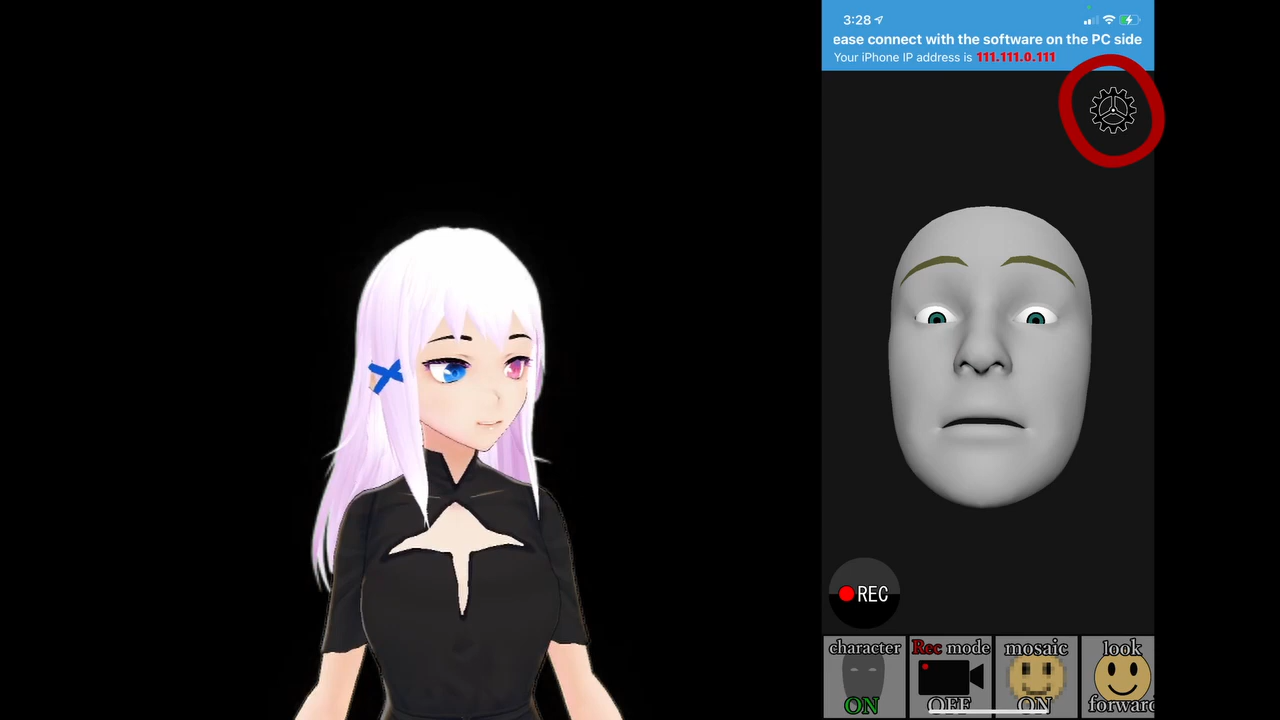 3:28
ease connect with the software on the PC side
Your iPhone IP address is 111.111.0.111
REC
character
ON
Rec mode
OFF
mosaic
ON
look
forward